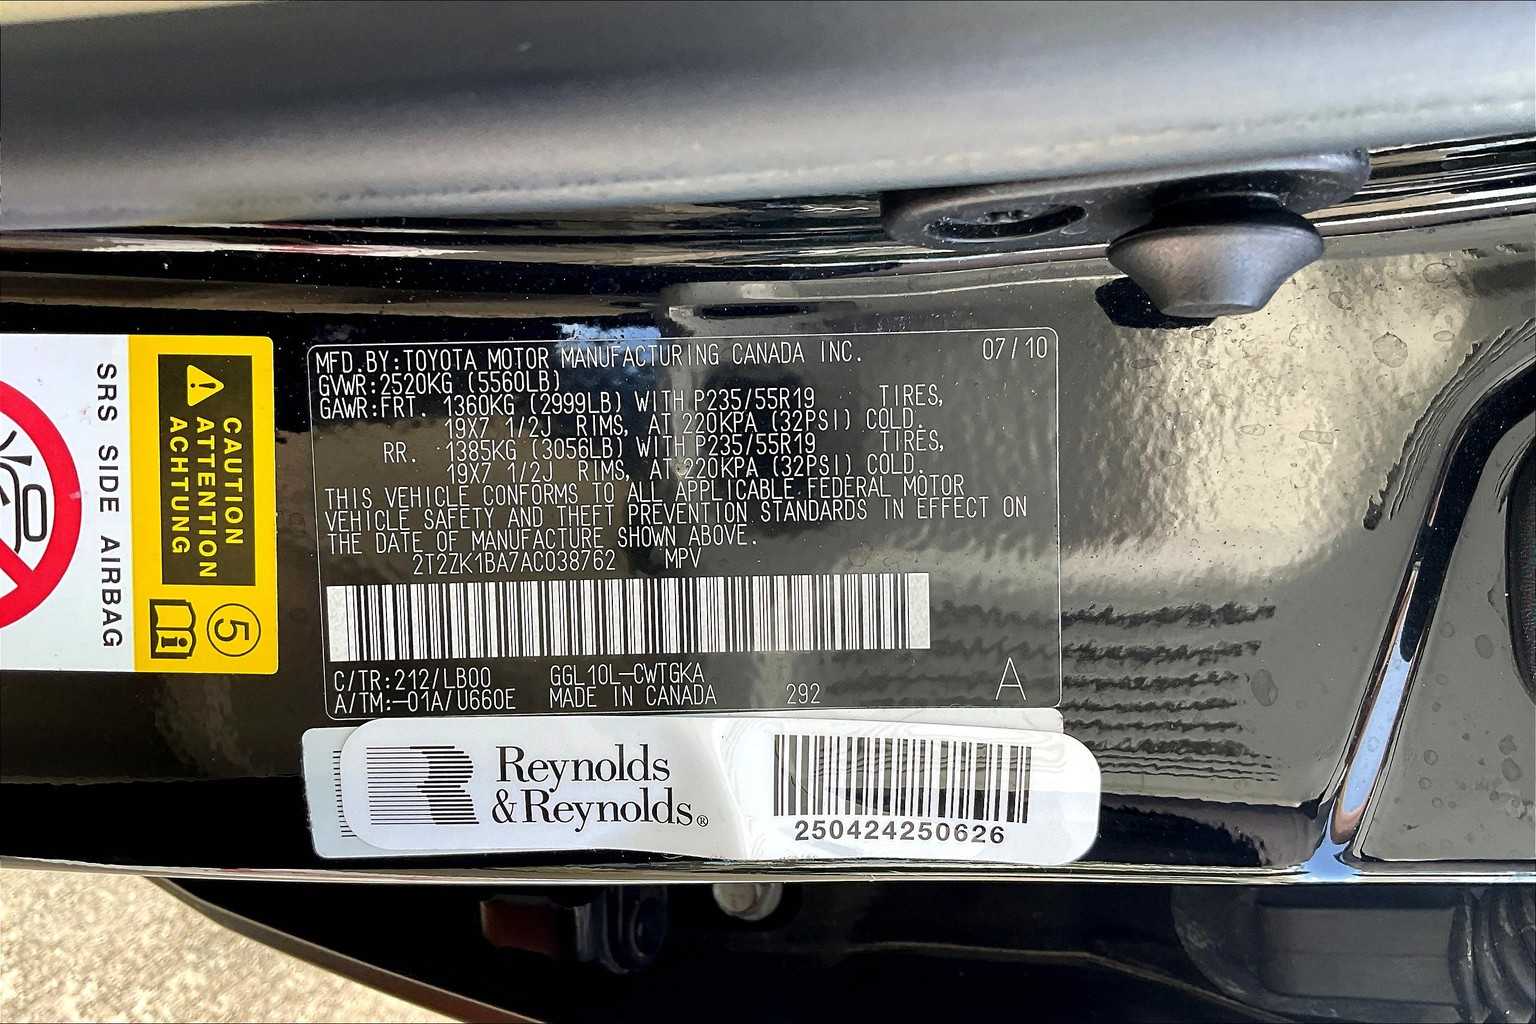 MFD.BY:TOYOTA MOTOR MANUFACTURING CANADA INC. 07/10
GVWR:2520KG (5560LB)
GAWR:FRT. 1360KG (2999LB) WITH P235/55R19 TIRES,
19X7 1/2J RIMS, AT 220KPA (32PSI) COLD.
RR. 1385KG (3056LB) WITH P235/55R19 TIRES,
19X7 1/2J RIMS, AT 220KPA (32PSI) COLD.
THIS VEHICLE CONFORMS TO ALL APPLICABLE FEDERAL MOTOR
VEHICLE SAFETY AND THEFT PREVENTION STANDARDS IN EFFECT ON
THE DATE OF MANUFACTURE SHOWN ABOVE.
2T2ZK1BA7AC038762 MPV
C/TR:212/LB00 GGL10L-CWTGKA
A/TM:-01A/U660E MADE IN CANADA 292 A
CAUTION
ATTENTION
ACHTUNG
5
SRS SIDE AIRBAG
Reynolds
&Reynolds®
250424250626